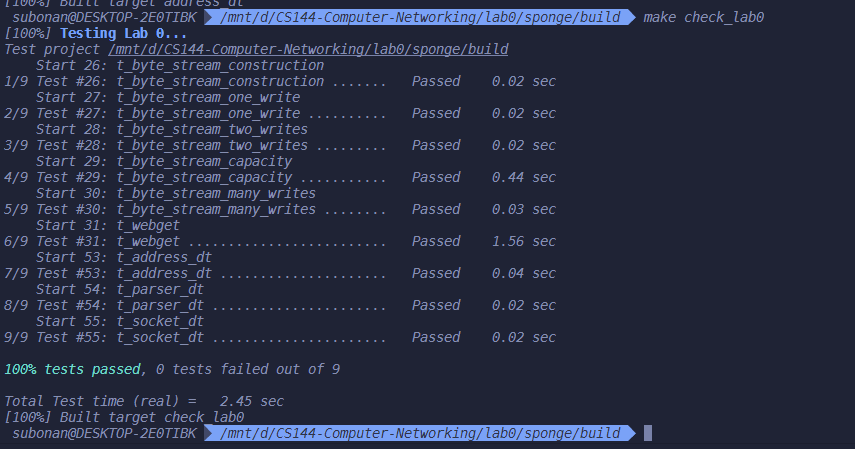 [100%] Built target address_dt
subonan@DESKTOP-2E0TIBK /mnt/d/CS144-Computer-Networking/lab0/sponge/build make check_lab0
[100%] Testing Lab 0...
Test project /mnt/d/CS144-Computer-Networking/lab0/sponge/build
Start 26: t_byte_stream_construction
1/9 Test #26: t_byte_stream_construction ....... Passed 0.02 sec
Start 27: t_byte_stream_one_write
2/9 Test #27: t_byte_stream_one_write .......... Passed 0.02 sec
Start 28: t_byte_stream_two_writes
3/9 Test #28: t_byte_stream_two_writes ......... Passed 0.02 sec
Start 29: t_byte_stream_capacity
4/9 Test #29: t_byte_stream_capacity ........... Passed 0.44 sec
Start 30: t_byte_stream_many_writes
5/9 Test #30: t_byte_stream_many_writes ........ Passed 0.03 sec
Start 31: t_webget
6/9 Test #31: t_webget ......................... Passed 1.56 sec
Start 53: t_address_dt
7/9 Test #53: t_address_dt ..................... Passed 0.04 sec
Start 54: t_parser_dt
8/9 Test #54: t_parser_dt ...................... Passed 0.02 sec
Start 55: t_socket_dt
9/9 Test #55: t_socket_dt ...................... Passed 0.02 sec
100% tests passed, 0 tests failed out of 9
Total Test time (real) = 2.45 sec
[100%] Built target check_lab0
subonan@DESKTOP-2E0TIBK /mnt/d/CS144-Computer-Networking/lab0/sponge/build